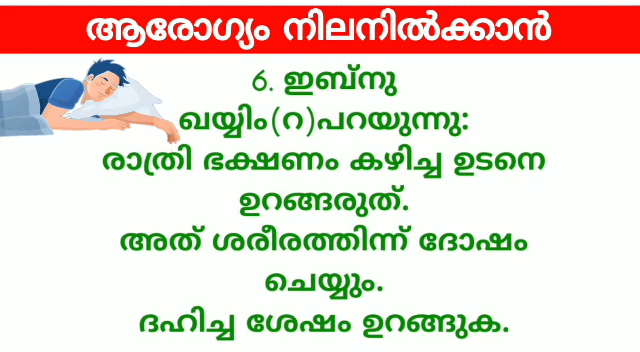 ആരോഗ്യം നിലനിൽക്കാൻ
6. ഇബ്നു
ഖയ്യിം(റ)പറയുന്നു:
രാത്രി ഭക്ഷണം കഴിച്ച ഉടനെ
ഉറങ്ങരുത്.
അത് ശരീരത്തിന്ന് ദോഷം
ചെയ്യും.
ദഹിച്ച ശേഷം ഉറങ്ങുക.